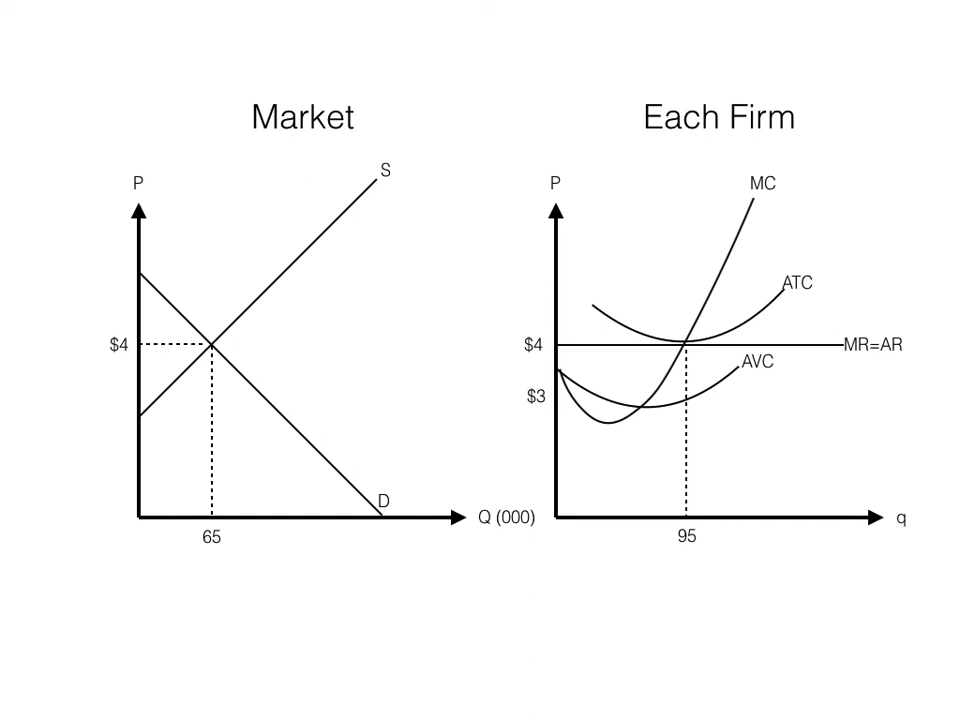 Market
Each Firm
S
P
P
MC
ATC
$4
$4
MR=AR
AVC
$3
D
Q (000)
q
65
95